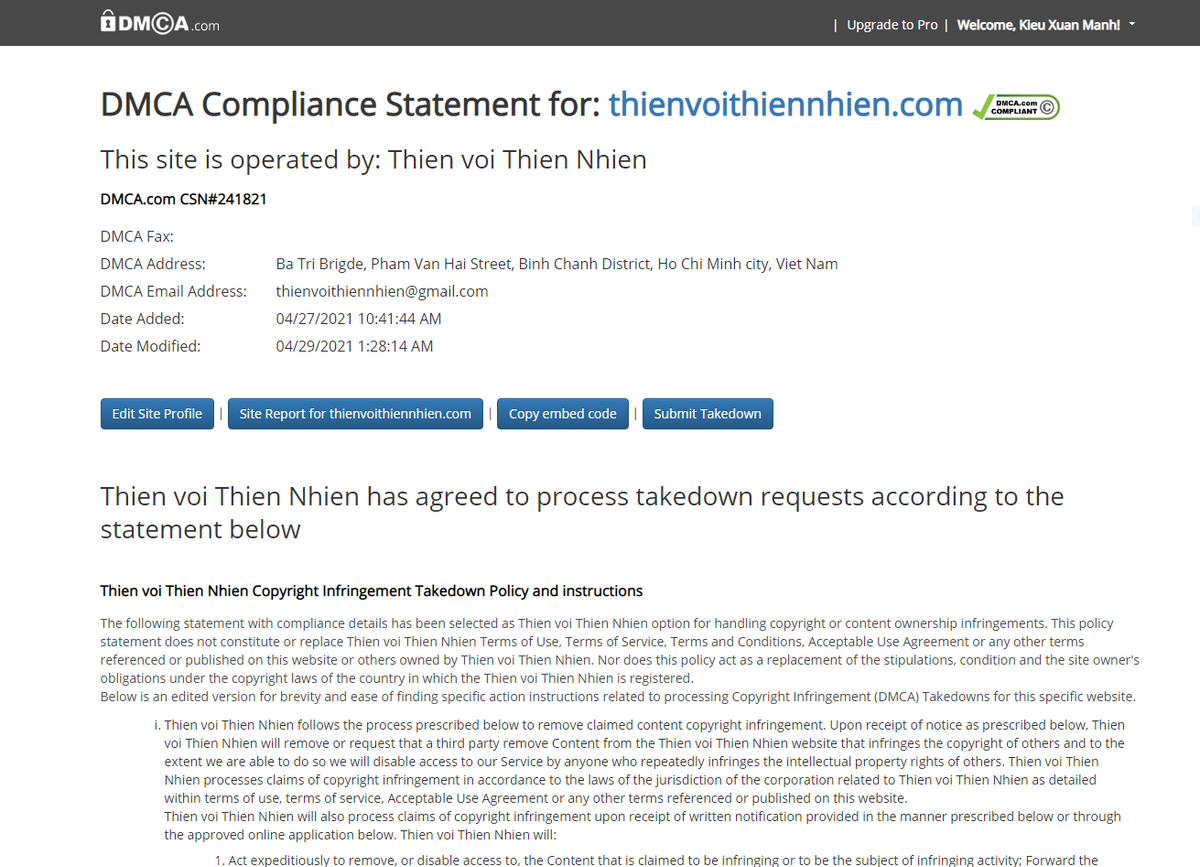 DMCA.com
| Upgrade to Pro | Welcome, Kieu Xuan Manh!
DMCA Compliance Statement for: thienvoithiennhien.com
DMCA.com
COMPLIANT ©
This site is operated by: Thien voi Thien Nhien
DMCA.com CSN#241821
DMCA Fax:
DMCA Address: Ba Tri Brigde, Pham Van Hai Street, Binh Chanh District, Ho Chi Minh city, Viet Nam
DMCA Email Address: thienvoithiennhien@gmail.com
Date Added: 04/27/2021 10:41:44 AM
Date Modified: 04/29/2021 1:28:14 AM
Edit Site Profile | Site Report for thienvoithiennhien.com | Copy embed code | Submit Takedown
Thien voi Thien Nhien has agreed to process takedown requests according to the
statement below
Thien voi Thien Nhien Copyright Infringement Takedown Policy and instructions
The following statement with compliance details has been selected as Thien voi Thien Nhien option for handling copyright or content ownership infringements. This policy
statement does not constitute or replace Thien voi Thien Nhien Terms of Use, Terms of Service, Terms and Conditions, Acceptable Use Agreement or any other terms
referenced or published on this website or others owned by Thien voi Thien Nhien. Nor does this policy act as a replacement of the stipulations, condition and the site owner's
obligations under the copyright laws of the country in which the Thien voi Thien Nhien is registered.
Below is an edited version for brevity and ease of finding specific action instructions related to processing Copyright Infringement (DMCA) Takedowns for this specific website.
i. Thien voi Thien Nhien follows the process prescribed below to remove claimed content copyright infringement. Upon receipt of notice as prescribed below, Thien
voi Thien Nhien will remove or request that a third party remove Content from the Thien voi Thien Nhien website that infringes the copyright of others and to the
extent we are able to do so we will disable access to our Service by anyone who repeatedly infringes the intellectual property rights of others. Thien voi Thien
Nhien processes claims of copyright infringement in accordance to the laws of the jurisdiction of the corporation related to Thien voi Thien Nhien as detailed
within terms of use, terms of service, Acceptable Use Agreement or any other terms referenced or published on this website.
Thien voi Thien Nhien will also process claims of copyright infringement upon receipt of written notification provided in the manner prescribed below or through
the approved online application below. Thien voi Thien Nhien will:
1. Act expeditiously to remove, or disable access to, the Content that is claimed to be infringing or to be the subject of infringing activity; Forward the